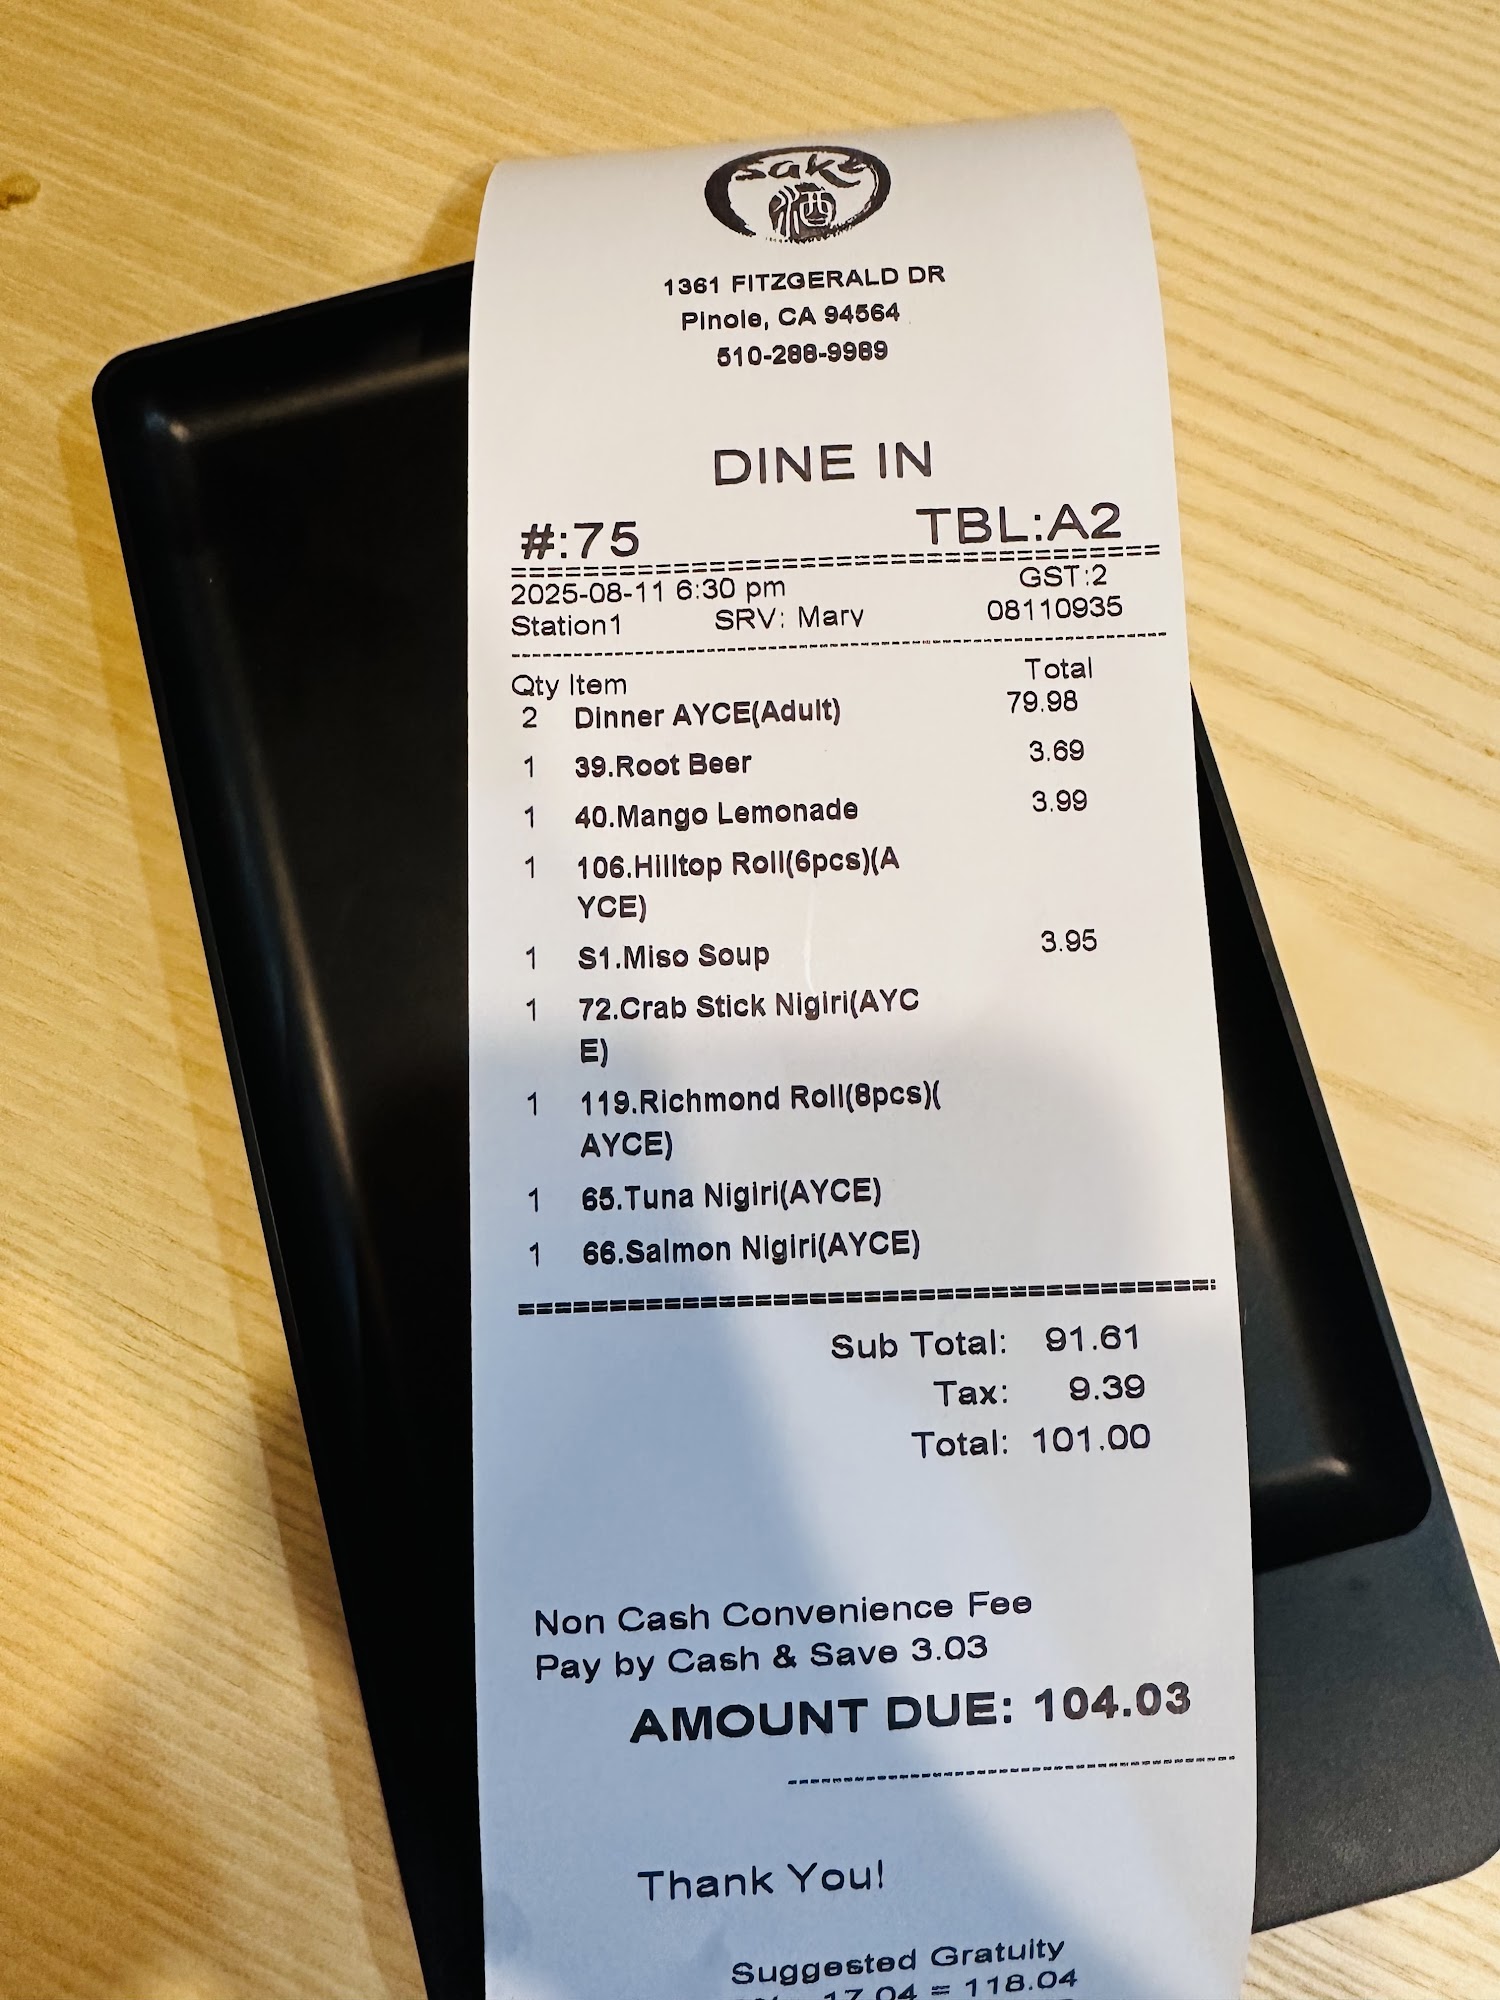 sake
酒
1361 FITZGERALD DR
Pinole, CA 94564
510-288-9989
DINE IN
#:75 TBL:A2
==================================
2025-08-11 6:30 pm GST:2
Station1 SRV: Mary 08110935
Qty Item Total
2 Dinner AYCE(Adult) 79.98
1 39.Root Beer 3.69
1 40.Mango Lemonade 3.99
1 106.Hilltop Roll(6pcs)(A
YCE)
1 S1.Miso Soup 3.95
1 72.Crab Stick Nigiri(AYC
E)
1 119.Richmond Roll(8pcs)(
AYCE)
1 65.Tuna Nigiri(AYCE)
1 66.Salmon Nigiri(AYCE)
Sub Total: 91.61
Tax: 9.39
Total: 101.00
Non Cash Convenience Fee
Pay by Cash & Save 3.03
AMOUNT DUE: 104.03
Thank You!
Suggested Gratuity
17.04 = 118.04